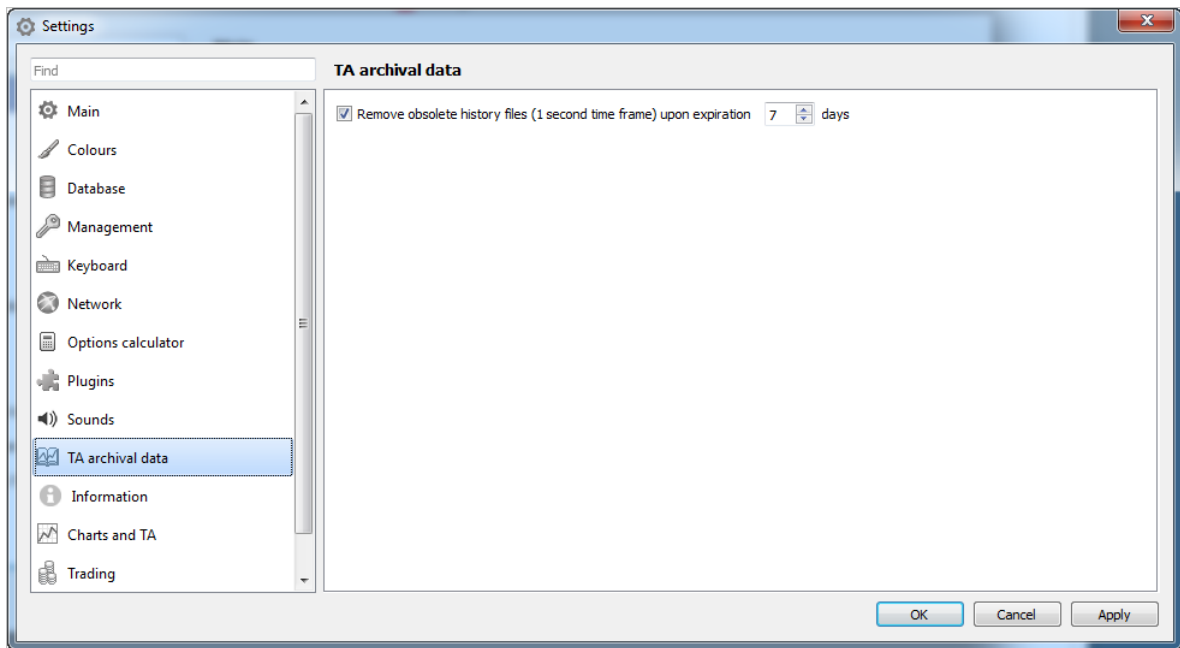 Settings
Find
TA archival data
Main
Remove obsolete history files (1 second time frame) upon expiration 7 days
Colours
Database
Management
Keyboard
Network
Options calculator
Plugins
Sounds
TA archival data
Information
Charts and TA
Trading
OK Cancel Apply